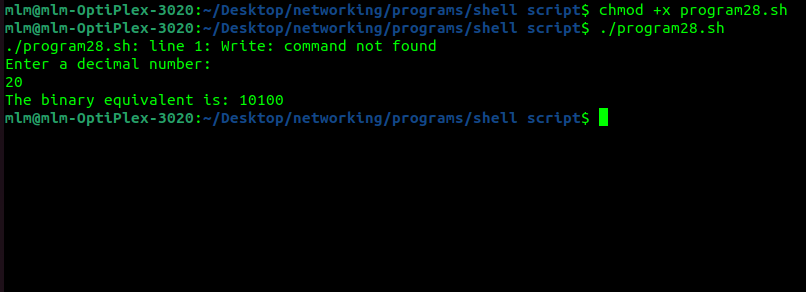 mlm@mlm-OptiPlex-3020:~/Desktop/networking/programs/shell script$ chmod +x program28.sh
mlm@mlm-OptiPlex-3020:~/Desktop/networking/programs/shell script$ ./program28.sh
./program28.sh: line 1: Write: command not found
Enter a decimal number:
20
The binary equivalent is: 10100
mlm@mlm-OptiPlex-3020:~/Desktop/networking/programs/shell script$